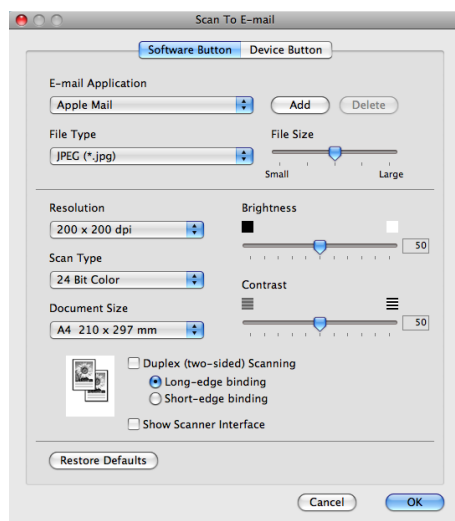 Scan To E-mail
Software Button Device Button
E-mail Application
Apple Mail Add Delete
File Type File Size
JPEG (*.jpg)
Small Large
Resolution Brightness
200 x 200 dpi
50
Scan Type
24 Bit Color
Contrast
Document Size
A4 210 x 297 mm 50
Duplex (two-sided) Scanning
Long-edge binding
Short-edge binding
Show Scanner Interface
Restore Defaults
Cancel OK